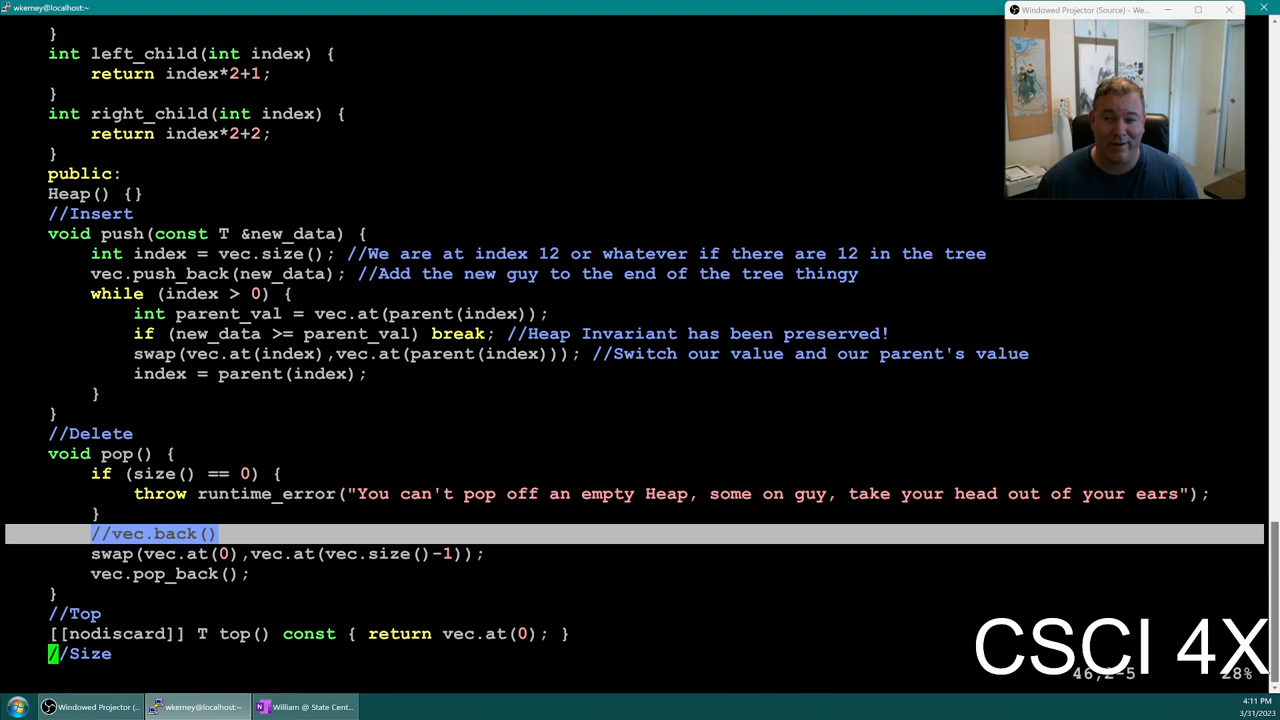 wkerney@localhost:~
Windowed Projector (Source) - We...
}
int left_child(int index) {
return index*2+1;
}
int right_child(int index) {
return index*2+2;
}
public:
Heap() {}
//Insert
void push(const T &new_data) {
int index = vec.size(); //We are at index 12 or whatever if there are 12 in the tree
vec.push_back(new_data); //Add the new guy to the end of the tree thingy
while (index > 0) {
int parent_val = vec.at(parent(index));
if (new_data >= parent_val) break; //Heap Invariant has been preserved!
swap(vec.at(index),vec.at(parent(index))); //Switch our value and our parent's value
index = parent(index);
}
}
//Delete
void pop() {
if (size() == 0) {
throw runtime_error("You can't pop off an empty Heap, some on guy, take your head out of your ears");
}
//vec.back()
swap(vec.at(0),vec.at(vec.size()-1));
vec.pop_back();
}
//Top
[[nodiscard]] T top() const { return vec.at(0); }
//Size
CSCI 4X
Windowed Projector (...
wkerney@localhost:~
William @ State Cent...
4:11 PM
3/31/2023